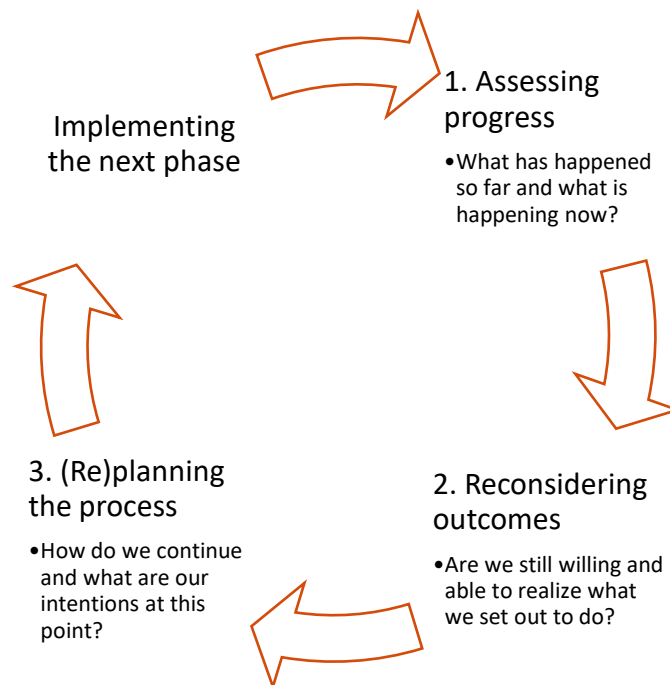 Implementing
the next phase
1. Assessing
progress
•What has happened
so far and what is
happening now?
2. Reconsidering
outcomes
•Are we still willing and
able to realize what
we set out to do?
3. (Re)planning
the process
•How do we continue
and what are our
intentions at this
point?